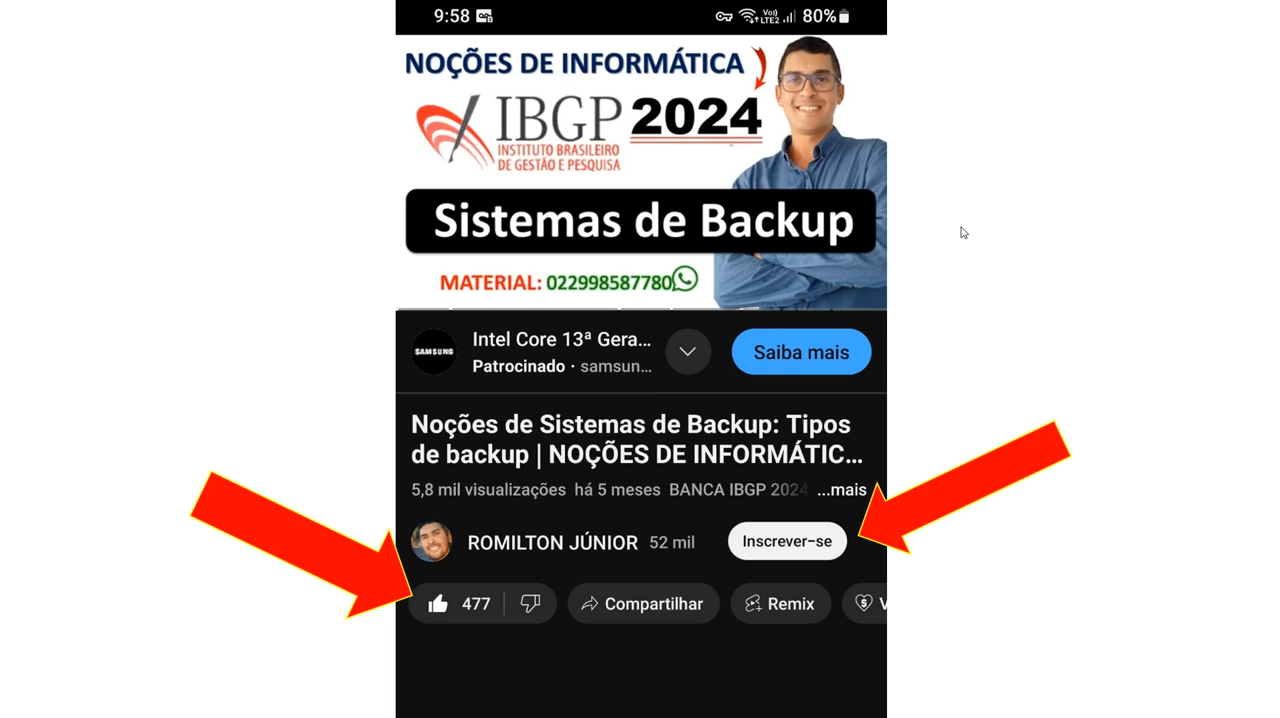 9:58 Vo)) LTE2 80%
NOÇÕES DE INFORMÁTICA
IBGP 2024
INSTITUTO BRASILEIRO
DE GESTÃO E PESQUISA
Sistemas de Backup
MATERIAL: 022998587780
SAMSUNG
Intel Core 13ª Gera...
Patrocinado · samsun...
Saiba mais
Noções de Sistemas de Backup: Tipos
de backup | NOÇÕES DE INFORMÁTIC...
5,8 mil visualizações há 5 meses BANCA IBGP 2024 ...mais
ROMILTON JÚNIOR 52 mil Inscrever-se
477 Compartilhar Remix V